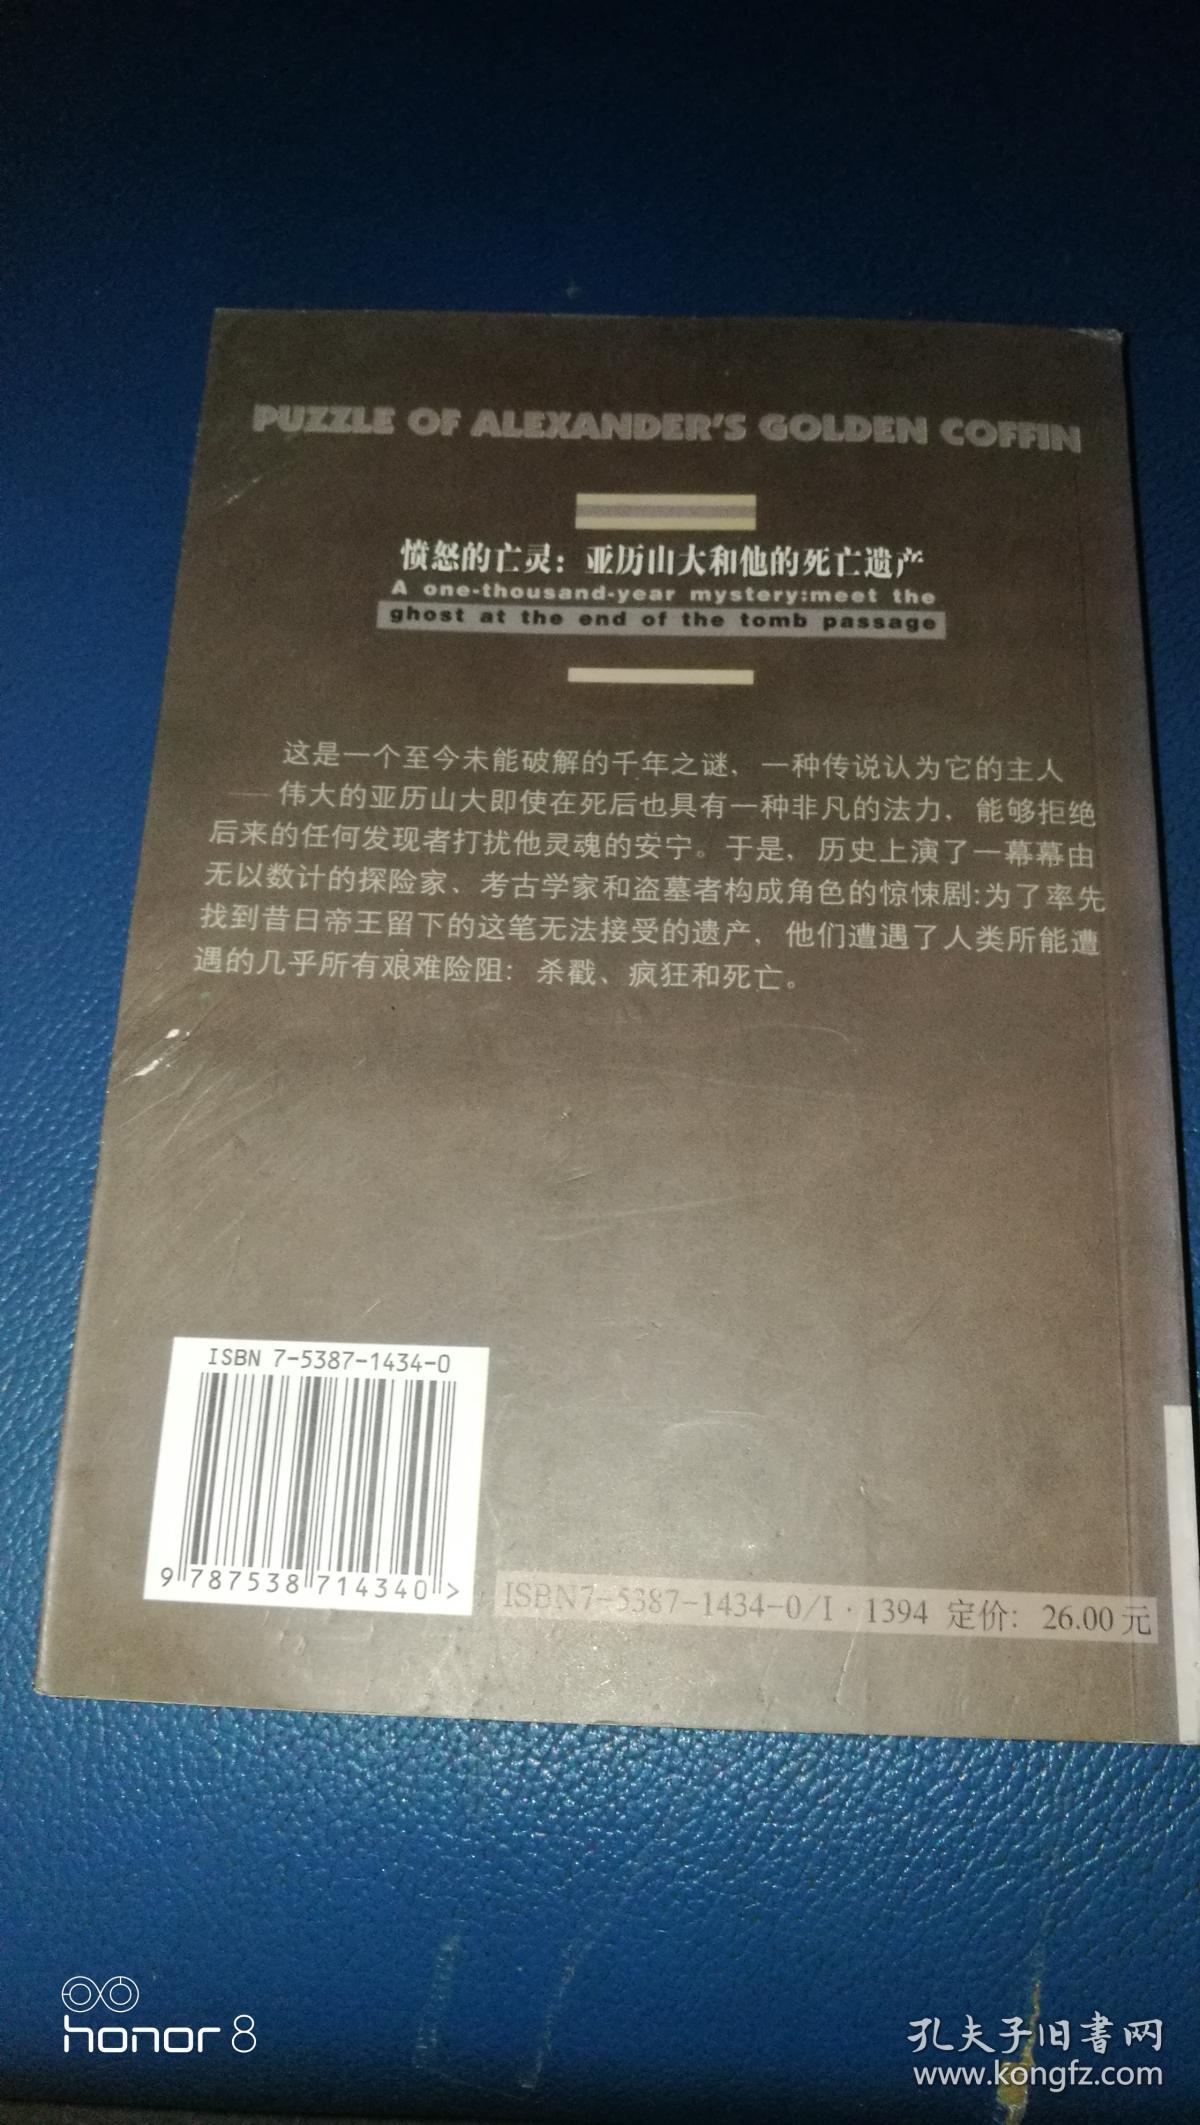 PUZZLE OF ALEXANDER'S GOLDEN COFFIN
愤怒的亡灵：亚历山大和他的死亡遗产
A one-thousand-year mystery:meet the
ghost at the end of the tomb passage
这是一个至今未能破解的千年之谜，一种传说认为它的主人
——伟大的亚历山大即使在死后也具有一种非凡的法力，能够拒绝
后来的任何发现者打扰他灵魂的安宁。于是，历史上演了一幕幕由
无以数计的探险家、考古学家和盗墓者构成角色的惊悚剧:为了率先
找到昔日帝王留下的这笔无法接受的遗产，他们遭遇了人类所能遭
遇的几乎所有艰难险阻：杀戳、疯狂和死亡。
ISBN 7-5387-1434-0
9 787538 714340 >
ISBN7-5387-1434-0/I·1394 定价：26.00元
honor 8
孔夫子旧书网
www.kongfz.com